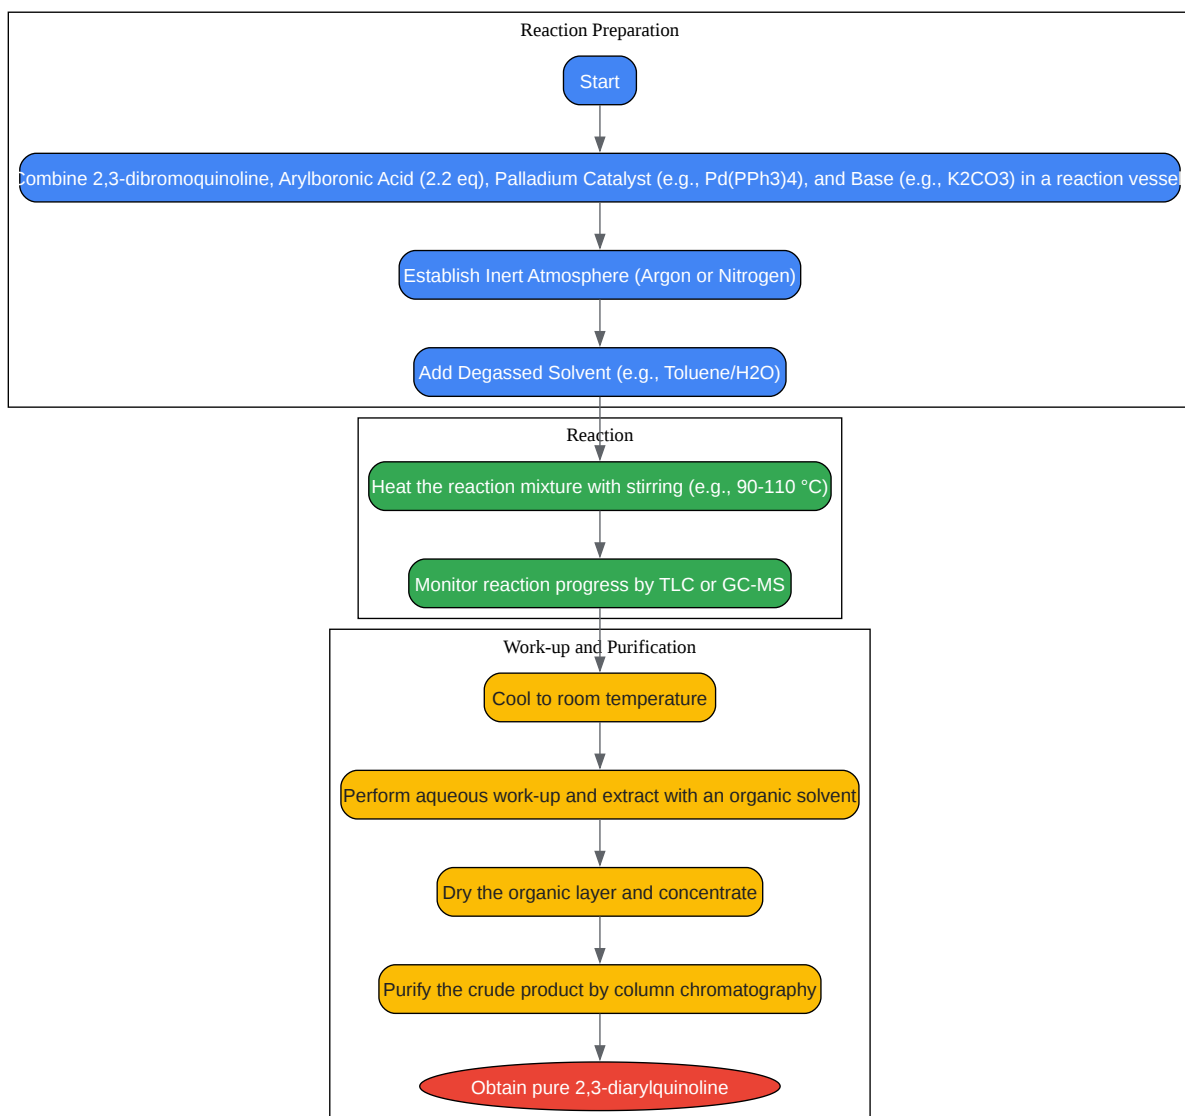 Reaction Preparation
Start
Combine 2,3-dibromoquinoline, Arylboronic Acid (2.2 eq), Palladium Catalyst (e.g., Pd(PPh3)4), and Base (e.g., K2CO3) in a reaction vessel
Establish Inert Atmosphere (Argon or Nitrogen)
Add Degassed Solvent (e.g., Toluene/H2O)
Reaction
Heat the reaction mixture with stirring (e.g., 90-110 °C)
Monitor reaction progress by TLC or GC-MS
Work-up and Purification
Cool to room temperature
Perform aqueous work-up and extract with an organic solvent
Dry the organic layer and concentrate
Purify the crude product by column chromatography
Obtain pure 2,3-diarylquinoline